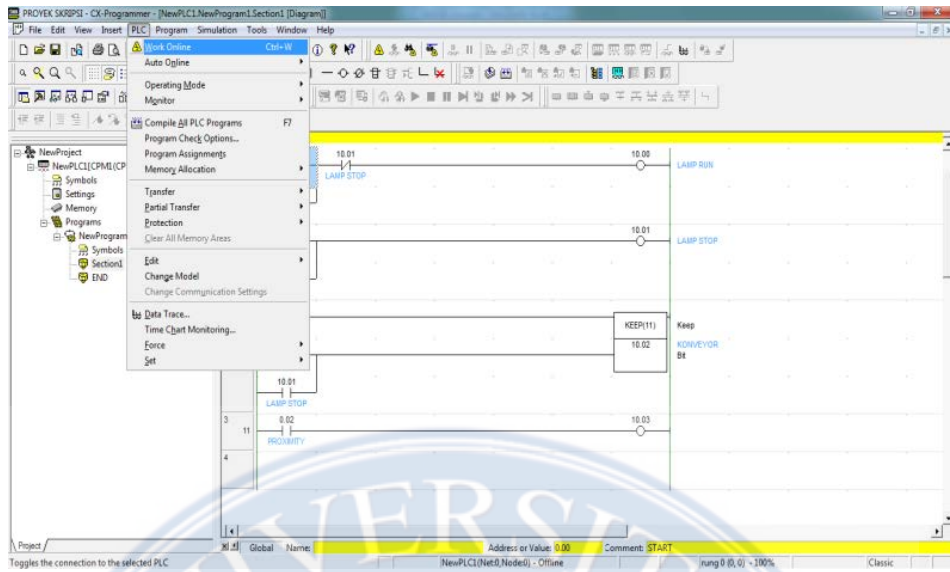 PROYEK SKRIPSI - CX-Programmer - [NewPLC1.NewProgram1.Section1 [Diagram]]
File Edit View Insert PLC Program Simulation Tools Window Help
Work Online Ctrl+W
Auto Online
Operating Mode
Monitor
Compile All PLC Programs F7
Program Check Options...
Program Assignments
Memory Allocation
Transfer
Partial Transfer
Protection
Clear All Memory Areas
Edit
Change Model
Change Communication Settings
Data Trace...
Time Chart Monitoring...
Force
Set
NewProject
NewPLC1[CPM1(CP
Symbols
Settings
Memory
Programs
NewProgram
Symbols
Section1
END
10.01 10.00
LAMP STOP LAMP RUN
10.01
LAMP STOP
KEEP(11) Keep
10.02 KONVEYOR
Bit
10.01
LAMP STOP
3 0.02 10.03
11
PROXIMITY
4
Project
Global Name: Address or Value: 0.00 Comment: START
Toggles the connection to the selected PLC NewPLC1(Net:0,Node:0) - Offline rung 0 (0, 0) - 100% Classic
VERSIT